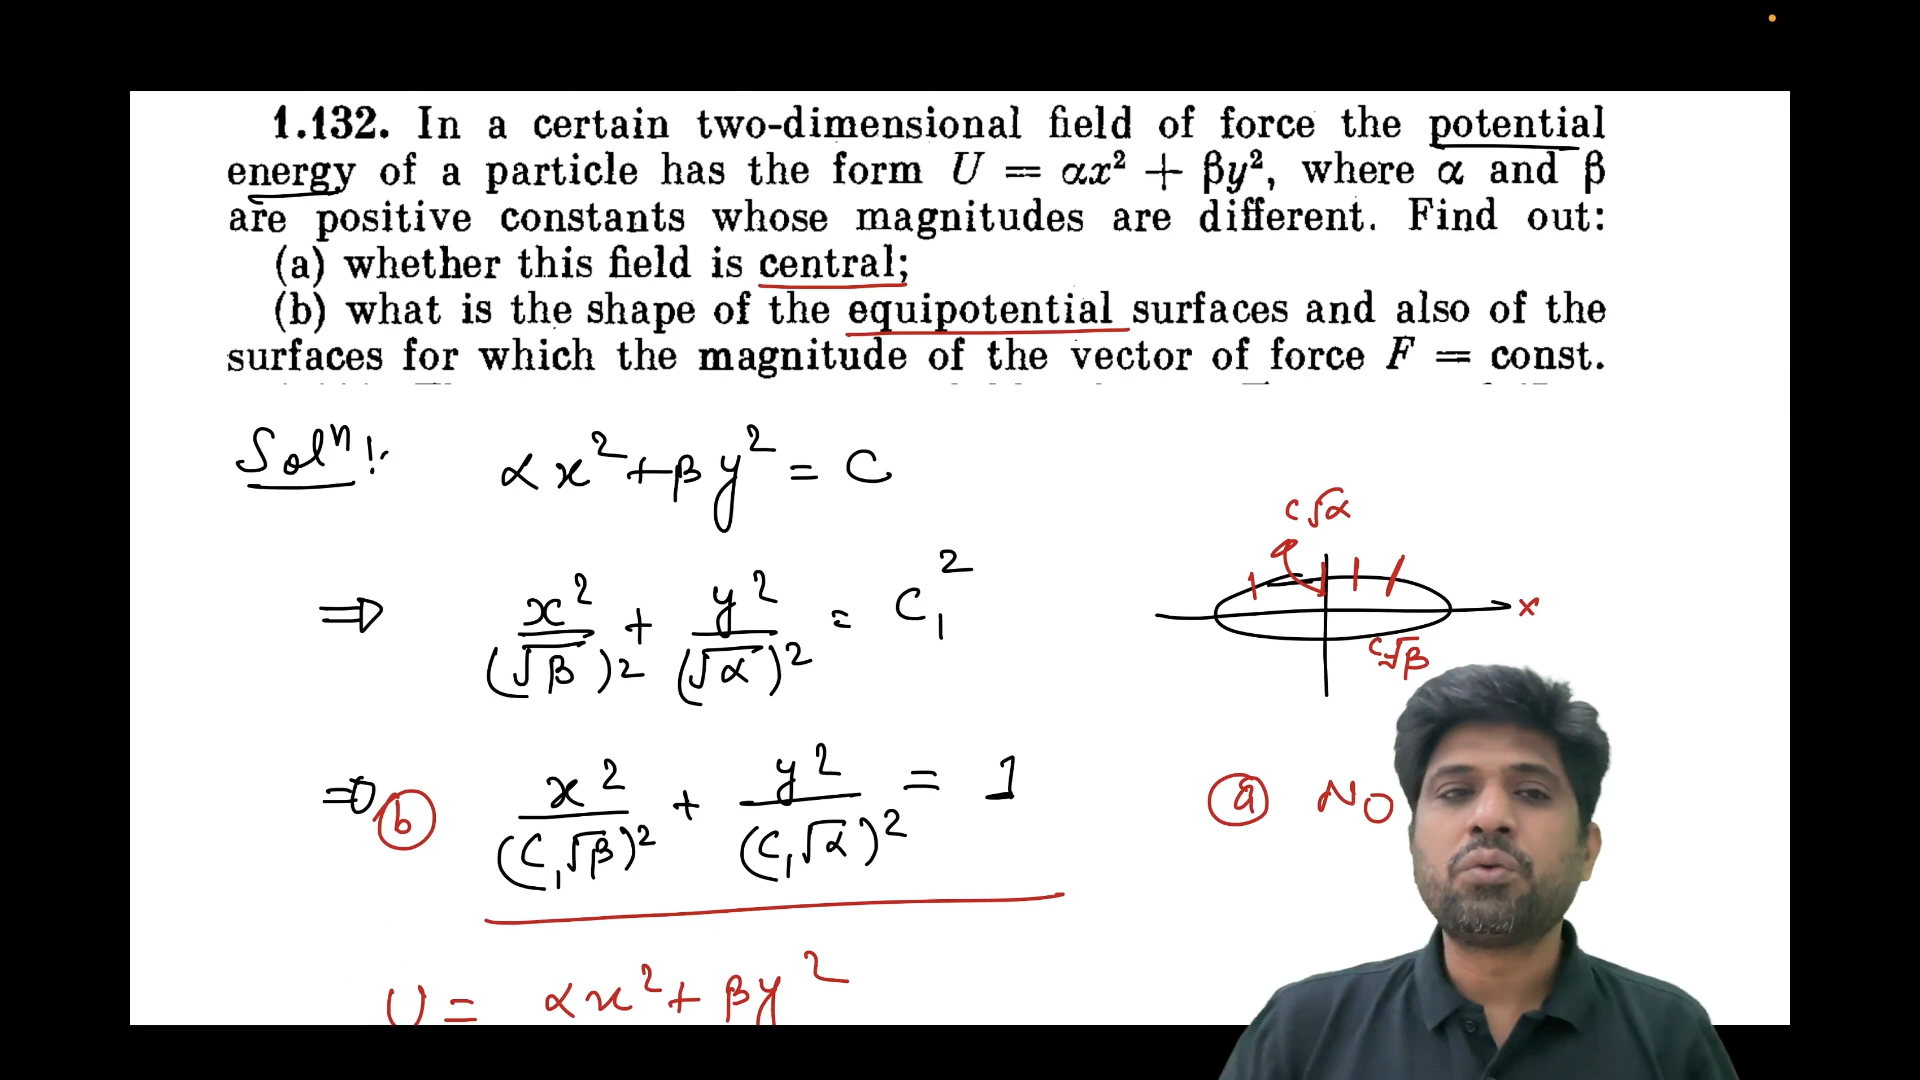 1.132. In a certain two-dimensional field of force the potential
energy of a particle has the form U = αx² + βy², where α and β
are positive constants whose magnitudes are different. Find out:
(a) whether this field is central;
(b) what is the shape of the equipotential surfaces and also of the
surfaces for which the magnitude of the vector of force F = const.
Solⁿ:
αx² + βy² = C
⇒ x²/(√β)² + y²/(√α)² = C₁²
C√α
x
C√β
⇒ (b) x²/(C₁√β)² + y²/(C₁√α)² = 1
(a) NO
U = αx² + βy²